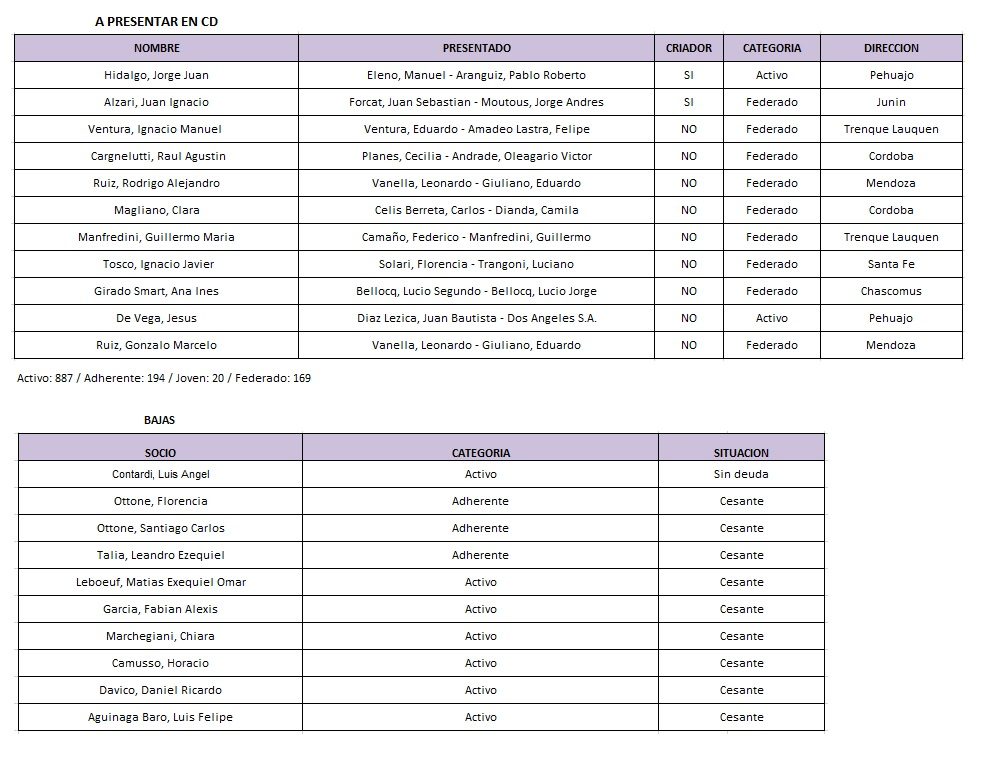 A PRESENTAR EN CD
NOMBRE PRESENTADO CRIADOR CATEGORIA DIRECCION
Hidalgo, Jorge Juan Eleno, Manuel - Aranguiz, Pablo Roberto SI Activo Pehuajo
Alzari, Juan Ignacio Forcat, Juan Sebastian - Moutous, Jorge Andres SI Federado Junin
Ventura, Ignacio Manuel Ventura, Eduardo - Amadeo Lastra, Felipe NO Federado Trenque Lauquen
Cargnelutti, Raul Agustin Planes, Cecilia - Andrade, Oleagario Victor NO Federado Cordoba
Ruiz, Rodrigo Alejandro Vanella, Leonardo - Giuliano, Eduardo NO Federado Mendoza
Magliano, Clara Celis Berreta, Carlos - Dianda, Camila NO Federado Cordoba
Manfredini, Guillermo Maria Camaño, Federico - Manfredini, Guillermo NO Federado Trenque Lauquen
Tosco, Ignacio Javier Solari, Florencia - Trangoni, Luciano NO Federado Santa Fe
Girado Smart, Ana Ines Bellocq, Lucio Segundo - Bellocq, Lucio Jorge NO Federado Chascomus
De Vega, Jesus Diaz Lezica, Juan Bautista - Dos Angeles S.A. NO Activo Pehuajo
Ruiz, Gonzalo Marcelo Vanella, Leonardo - Giuliano, Eduardo NO Federado Mendoza
Activo: 887 / Adherente: 194 / Joven: 20 / Federado: 169
BAJAS
SOCIO CATEGORIA SITUACION
Contardi, Luis Angel Activo Sin deuda
Ottone, Florencia Adherente Cesante
Ottone, Santiago Carlos Adherente Cesante
Talia, Leandro Ezequiel Adherente Cesante
Leboeuf, Matias Exequiel Omar Activo Cesante
Garcia, Fabian Alexis Activo Cesante
Marchegiani, Chiara Activo Cesante
Camusso, Horacio Activo Cesante
Davico, Daniel Ricardo Activo Cesante
Aguinaga Baro, Luis Felipe Activo Cesante